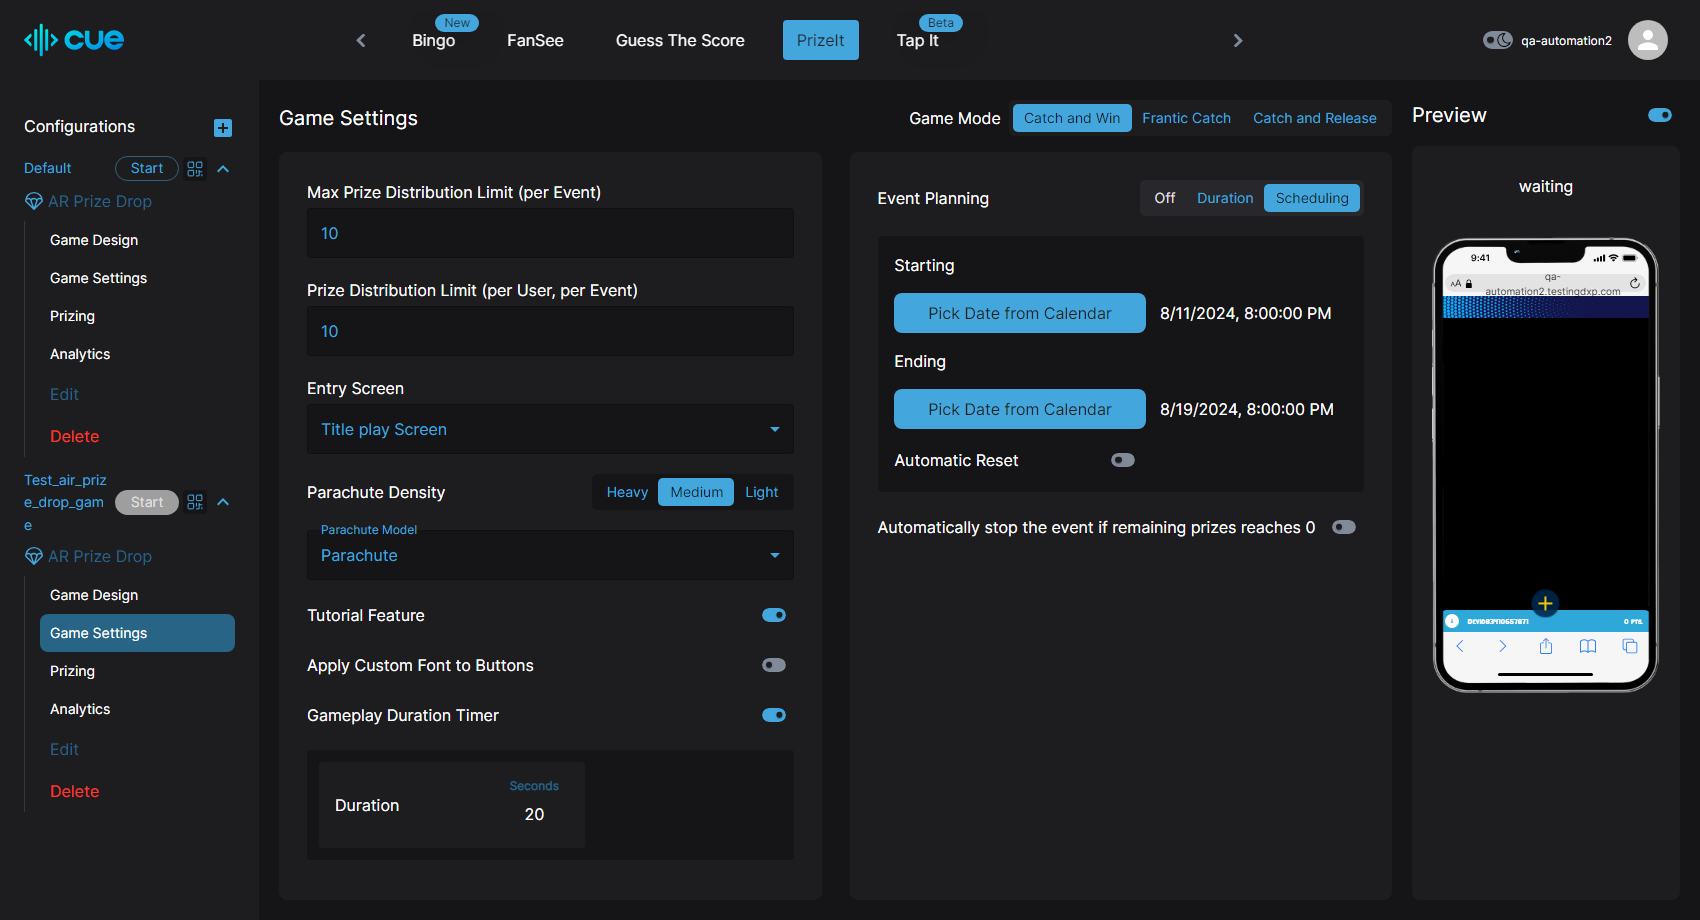 cue
New
Bingo
FanSee
Guess The Score
PrizeIt
Beta
Tap It
qa-automation2
Configurations
Default
Start
AR Prize Drop
Game Design
Game Settings
Prizing
Analytics
Edit
Delete
Test_air_priz
e_drop_gam
e
Start
AR Prize Drop
Game Design
Game Settings
Prizing
Analytics
Edit
Delete
Game Settings
Game Mode
Catch and Win
Frantic Catch
Catch and Release
Max Prize Distribution Limit (per Event)
10
Prize Distribution Limit (per User, per Event)
10
Entry Screen
Title play Screen
Parachute Density
Heavy
Medium
Light
Parachute Model
Parachute
Tutorial Feature
Apply Custom Font to Buttons
Gameplay Duration Timer
Duration
Seconds
20
Event Planning
Off
Duration
Scheduling
Starting
Pick Date from Calendar
8/11/2024, 8:00:00 PM
Ending
Pick Date from Calendar
8/19/2024, 8:00:00 PM
Automatic Reset
Automatically stop the event if remaining prizes reaches 0
Preview
waiting
9:41
AA
qa-
automation2.testingdxp.com
0 PTS.